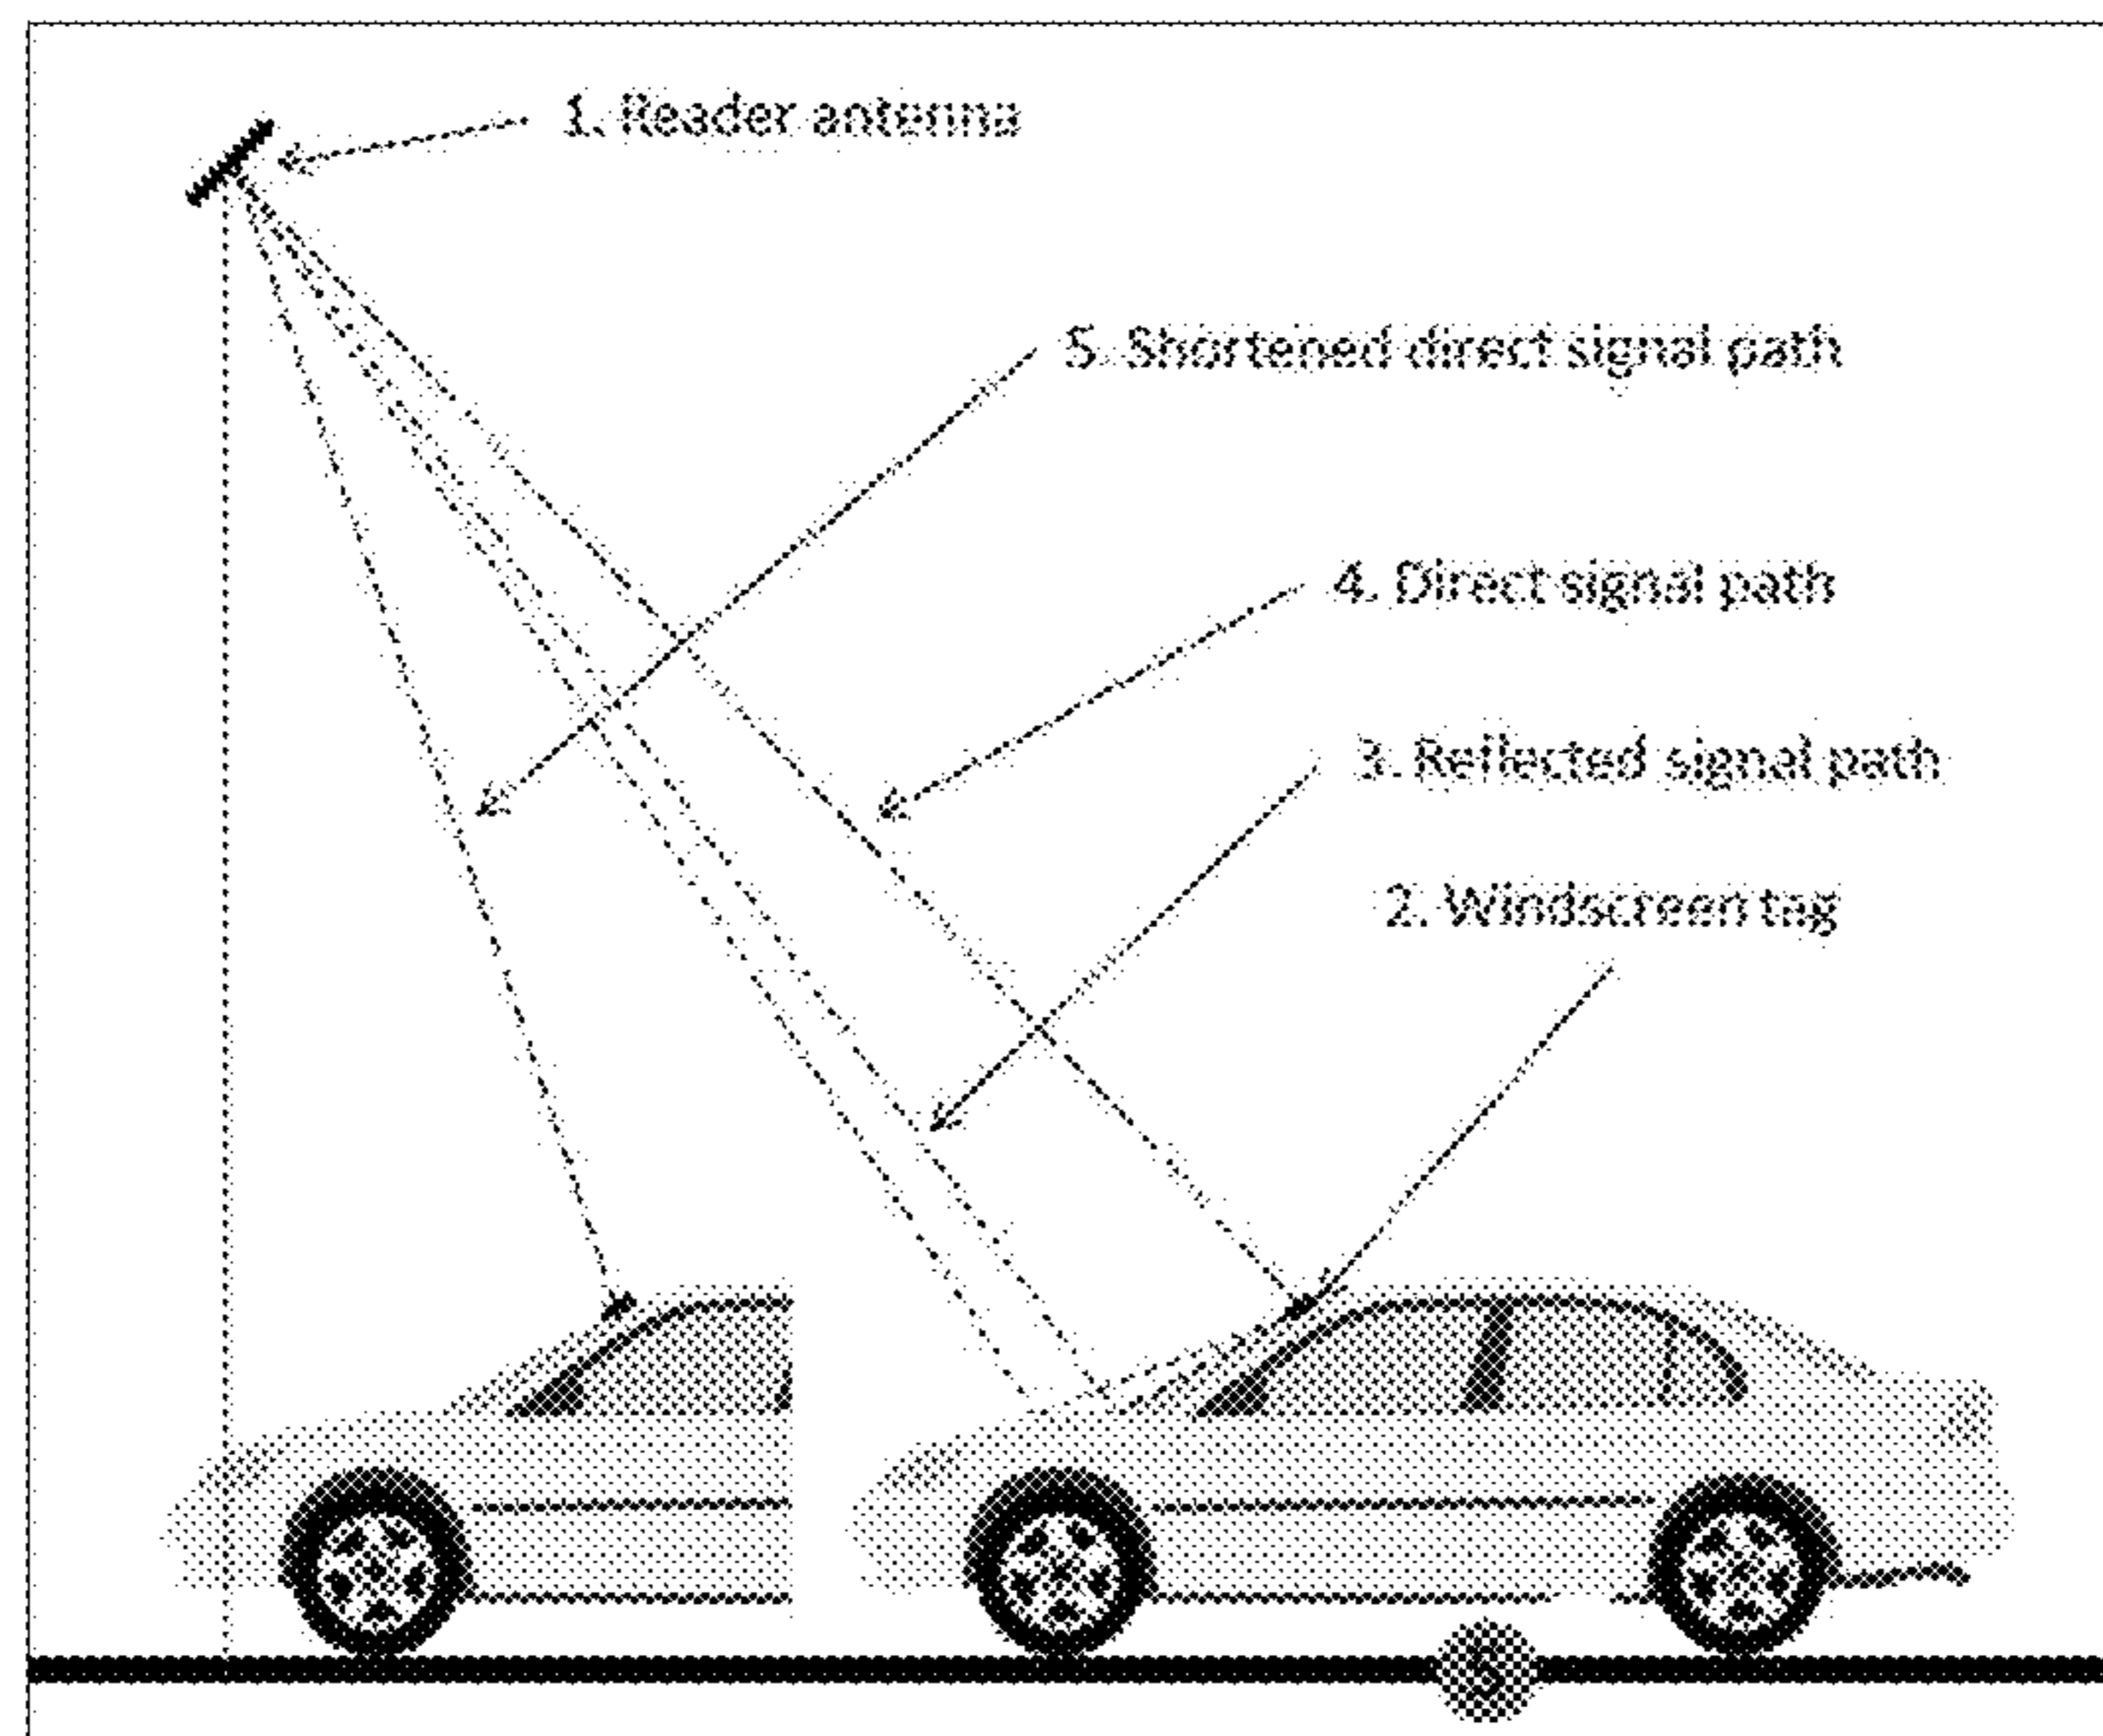 1. Reader antenna
5. Shortened direct signal path
4. Direct signal path
3. Reflected signal path
2. Windscreen tag
5